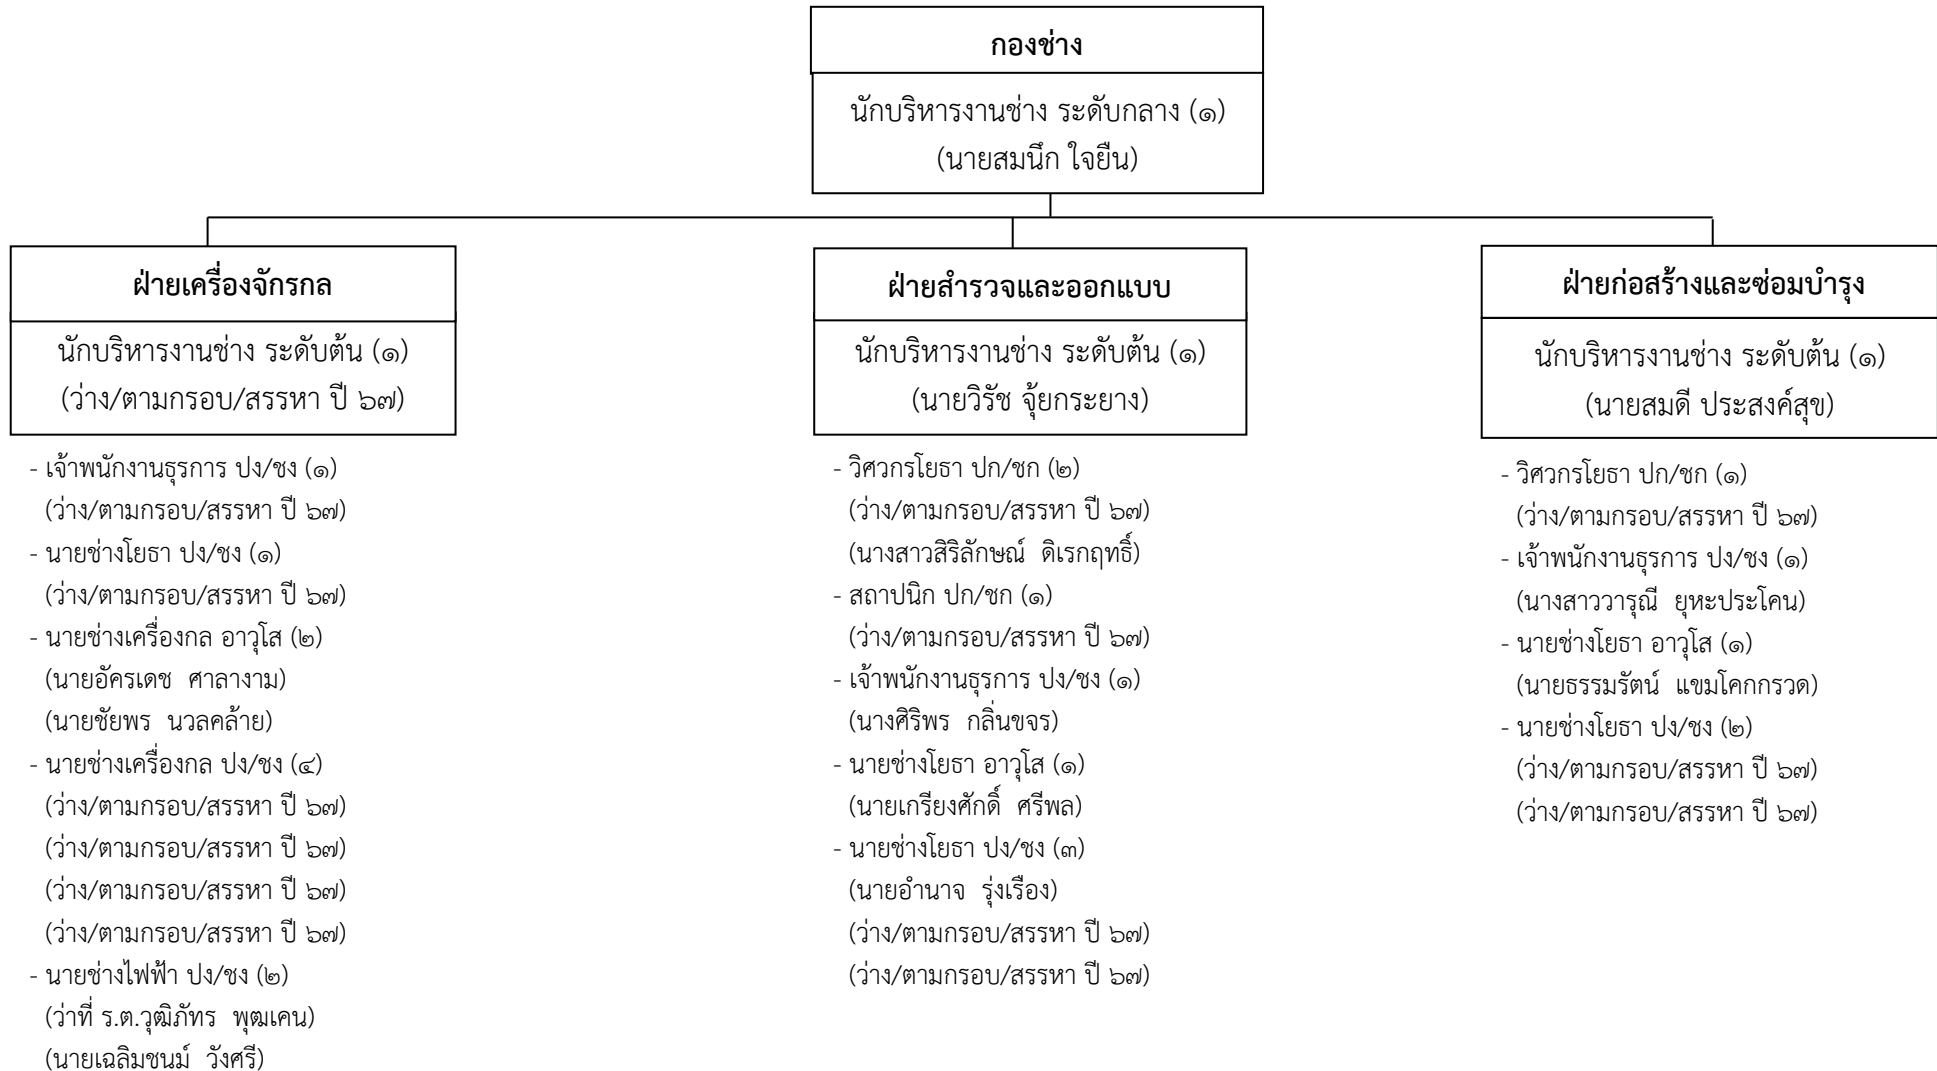 กองช่าง
นักบริหารงานช่าง ระดับกลาง (๑)
(นายสมนึก ใจยืน)
ฝ่ายเครื่องจักรกล
นักบริหารงานช่าง ระดับต้น (๑)
(ว่าง/ตามกรอบ/สรรหา ปี ๖๗)
- เจ้าพนักงานธุรการ ปง/ชง (๑)
(ว่าง/ตามกรอบ/สรรหา ปี ๖๗)
- นายช่างโยธา ปง/ชง (๑)
(ว่าง/ตามกรอบ/สรรหา ปี ๖๗)
- นายช่างเครื่องกล อาวุโส (๒)
(นายอัครเดช ศาลางาม)
(นายชัยพร นวลคล้าย)
- นายช่างเครื่องกล ปง/ชง (๔)
(ว่าง/ตามกรอบ/สรรหา ปี ๖๗)
(ว่าง/ตามกรอบ/สรรหา ปี ๖๗)
(ว่าง/ตามกรอบ/สรรหา ปี ๖๗)
(ว่าง/ตามกรอบ/สรรหา ปี ๖๗)
- นายช่างไฟฟ้า ปง/ชง (๒)
(ว่าที่ ร.ต.วุฒิภัทร พุฒเคน)
(นายเฉลิมชนม์ วังศรี)
ฝ่ายสำรวจและออกแบบ
นักบริหารงานช่าง ระดับต้น (๑)
(นายวิรัช จุ้ยกระยาง)
- วิศวกรโยธา ปก/ชก (๒)
(ว่าง/ตามกรอบ/สรรหา ปี ๖๗)
(นางสาวสิริลักษณ์ ดิเรกฤทธิ์)
- สถาปนิก ปก/ชก (๑)
(ว่าง/ตามกรอบ/สรรหา ปี ๖๗)
- เจ้าพนักงานธุรการ ปง/ชง (๑)
(นางศิริพร กลิ่นขจร)
- นายช่างโยธา อาวุโส (๑)
(นายเกรียงศักดิ์ ศรีพล)
- นายช่างโยธา ปง/ชง (๓)
(นายอำนาจ รุ่งเรือง)
(ว่าง/ตามกรอบ/สรรหา ปี ๖๗)
(ว่าง/ตามกรอบ/สรรหา ปี ๖๗)
ฝ่ายก่อสร้างและซ่อมบำรุง
นักบริหารงานช่าง ระดับต้น (๑)
(นายสมดี ประสงค์สุข)
- วิศวกรโยธา ปก/ชก (๑)
(ว่าง/ตามกรอบ/สรรหา ปี ๖๗)
- เจ้าพนักงานธุรการ ปง/ชง (๑)
(นางสาววารุณี ยุหะประโคน)
- นายช่างโยธา อาวุโส (๑)
(นายธรรมรัตน์ แขมโคกกรวด)
- นายช่างโยธา ปง/ชง (๒)
(ว่าง/ตามกรอบ/สรรหา ปี ๖๗)
(ว่าง/ตามกรอบ/สรรหา ปี ๖๗)